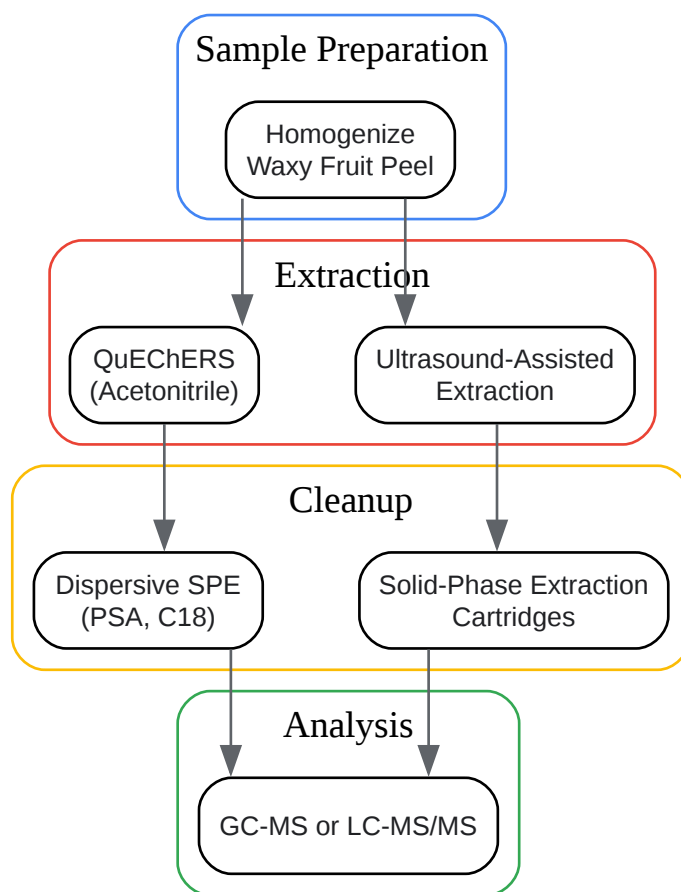 Sample Preparation
Homogenize
Waxy Fruit Peel
Extraction
QuEChERS
(Acetonitrile)
Ultrasound-Assisted
Extraction
Cleanup
Dispersive SPE
(PSA, C18)
Solid-Phase Extraction
Cartridges
Analysis
GC-MS or LC-MS/MS